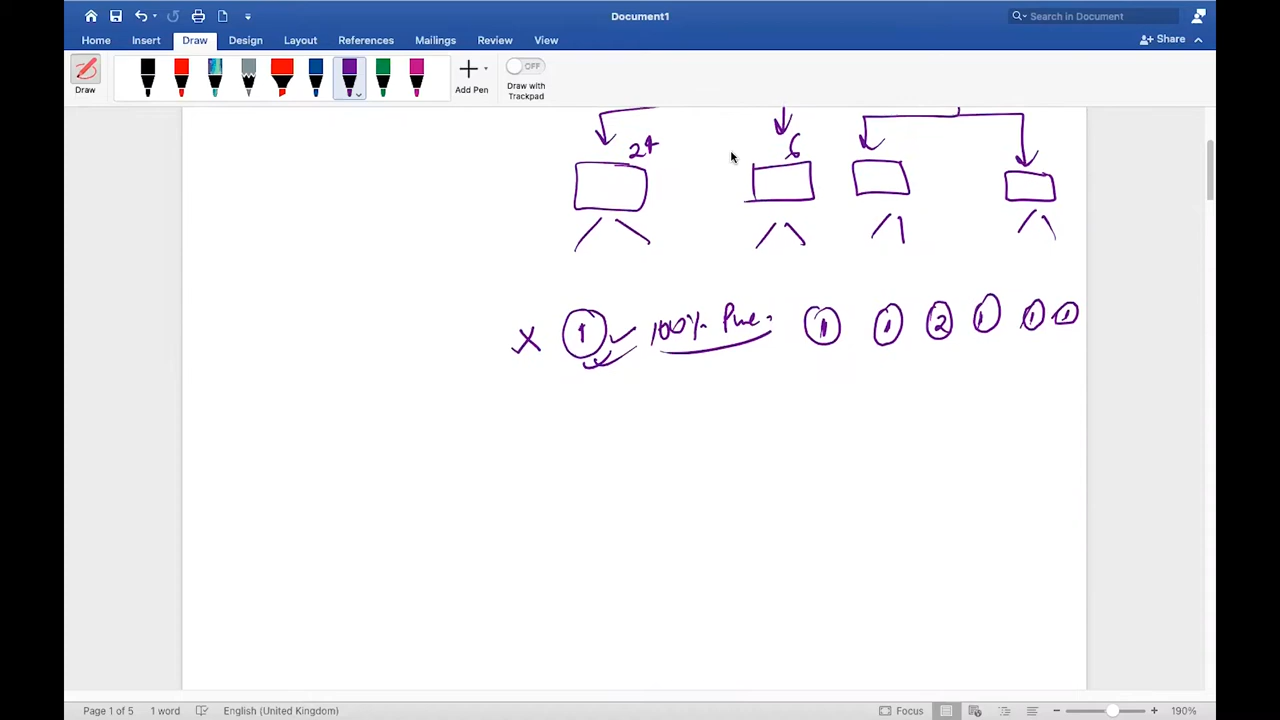 Document1
Search in Document
Home Insert Draw Design Layout References Mailings Review View
Share
Draw
Add Pen
OFF
Draw with
Trackpad
24
6
X 1 100% Pure 1 1 2 1 1 1
Page 1 of 5 1 word English (United Kingdom) Focus 190%